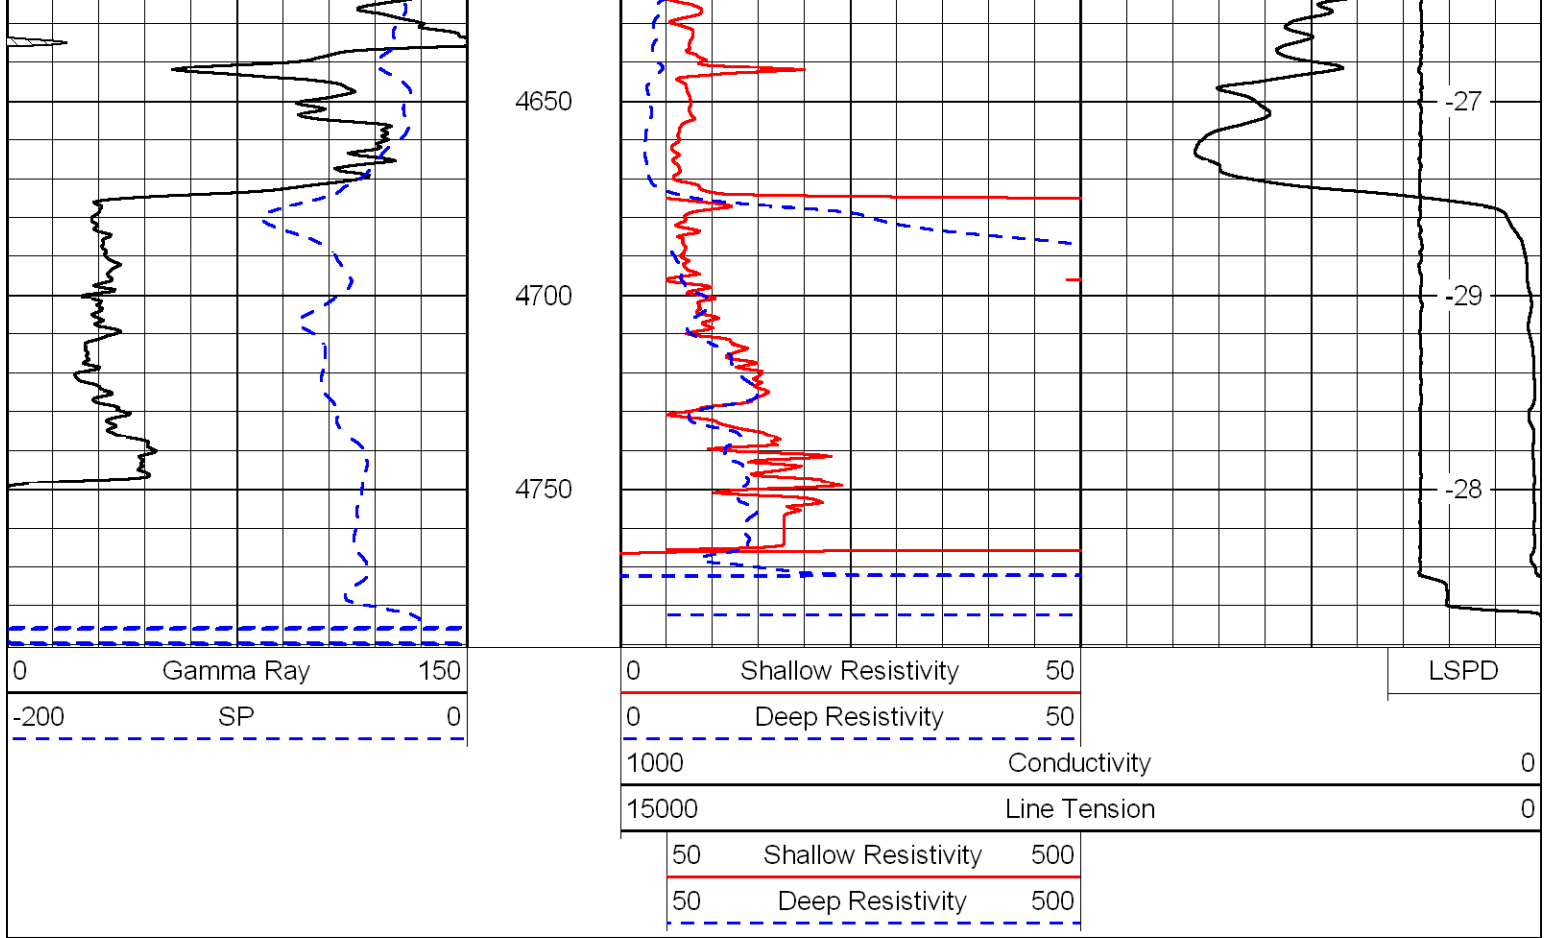 4650
-27
4700
-29
4750
-28
0 Gamma Ray 150
0 Shallow Resistivity 50
LSPD
-200 SP 0
0 Deep Resistivity 50
1000 Conductivity 0
15000 Line Tension 0
50 Shallow Resistivity 500
50 Deep Resistivity 500